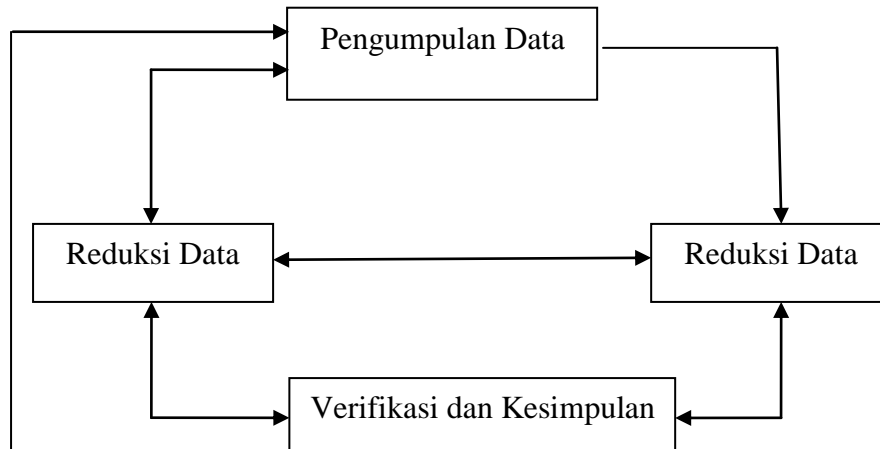 Pengumpulan Data
Reduksi Data
Reduksi Data
Verifikasi dan Kesimpulan